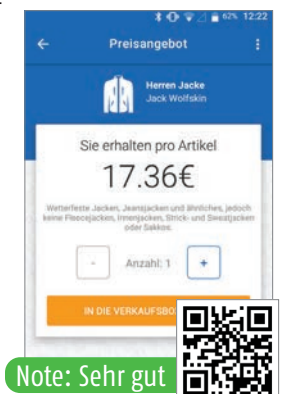 62% 12:22
Preisangebot
Herren Jacke
Jack Wolfskin
Sie erhalten pro Artikel
17.36€
Wetterfeste Jacken, Jeansjacken und ähnliches, jedoch
keine Fleecejacken, Innenjacken, Strick- und Sweatjacken
oder Sakkos.
- Anzahl: 1 +
IN DIE VERKAUFSBO
Note: Sehr gut